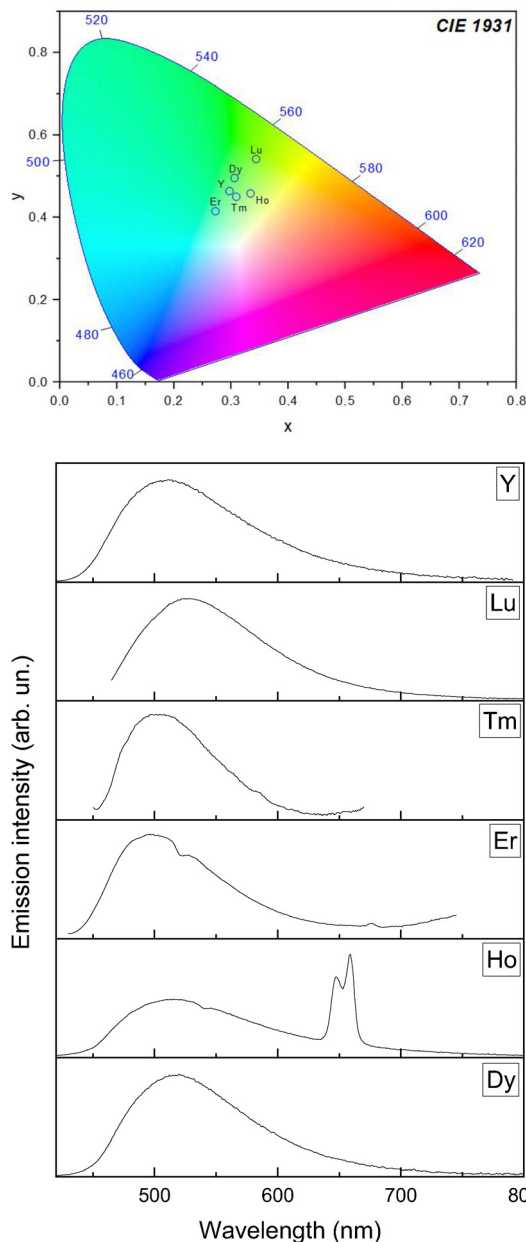 CIE 1931
0.8
0.6
0.4
0.2
0.0
y
520
540
560
500
580
600
620
480
460
Lu
Dy
Y
Ho
Tm
Er
0.0 0.1 0.2 0.3 0.4 0.5 0.6 0.7 0.8
x
Y
Lu
Tm
Er
Ho
Dy
Emission intensity (arb. un.)
500 600 700 80
Wavelength (nm)